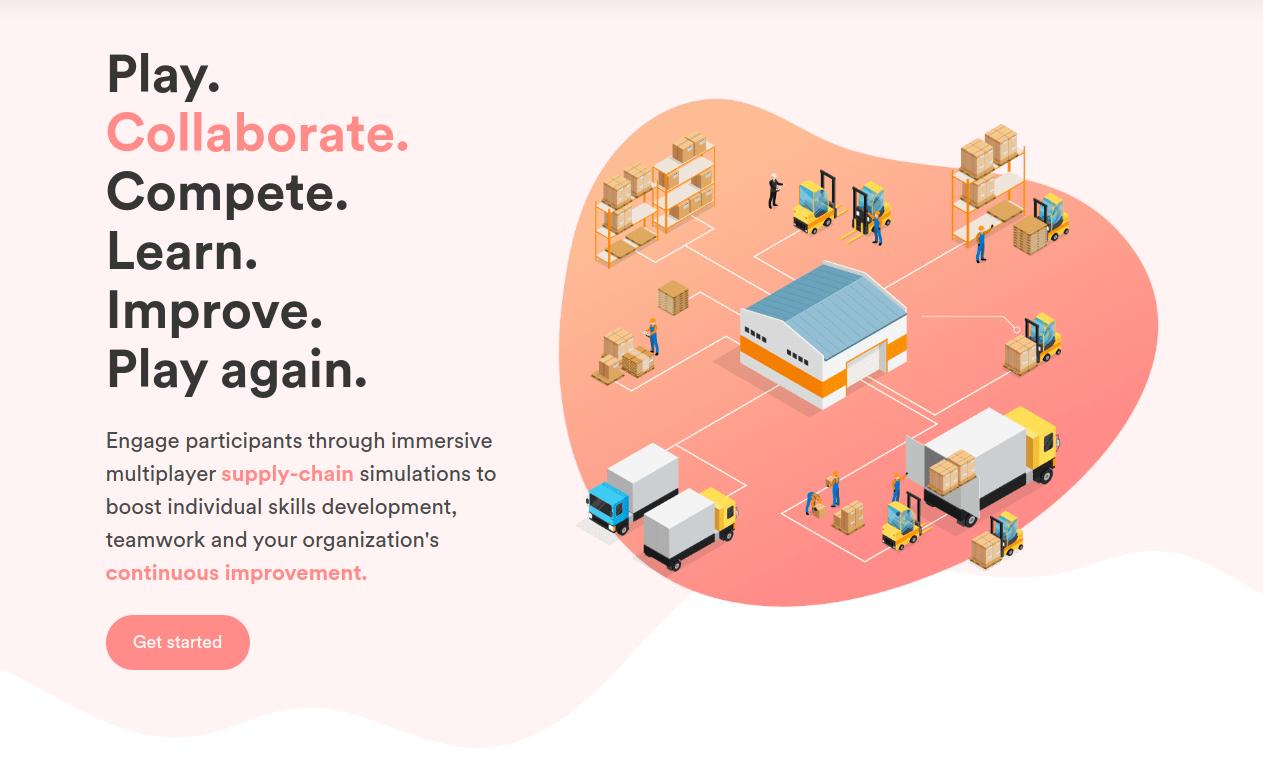 Play.
Collaborate.
Compete.
Learn.
Improve.
Play again.
Engage participants through immersive
multiplayer supply-chain simulations to
boost individual skills development,
teamwork and your organization's
continuous improvement.
Get started